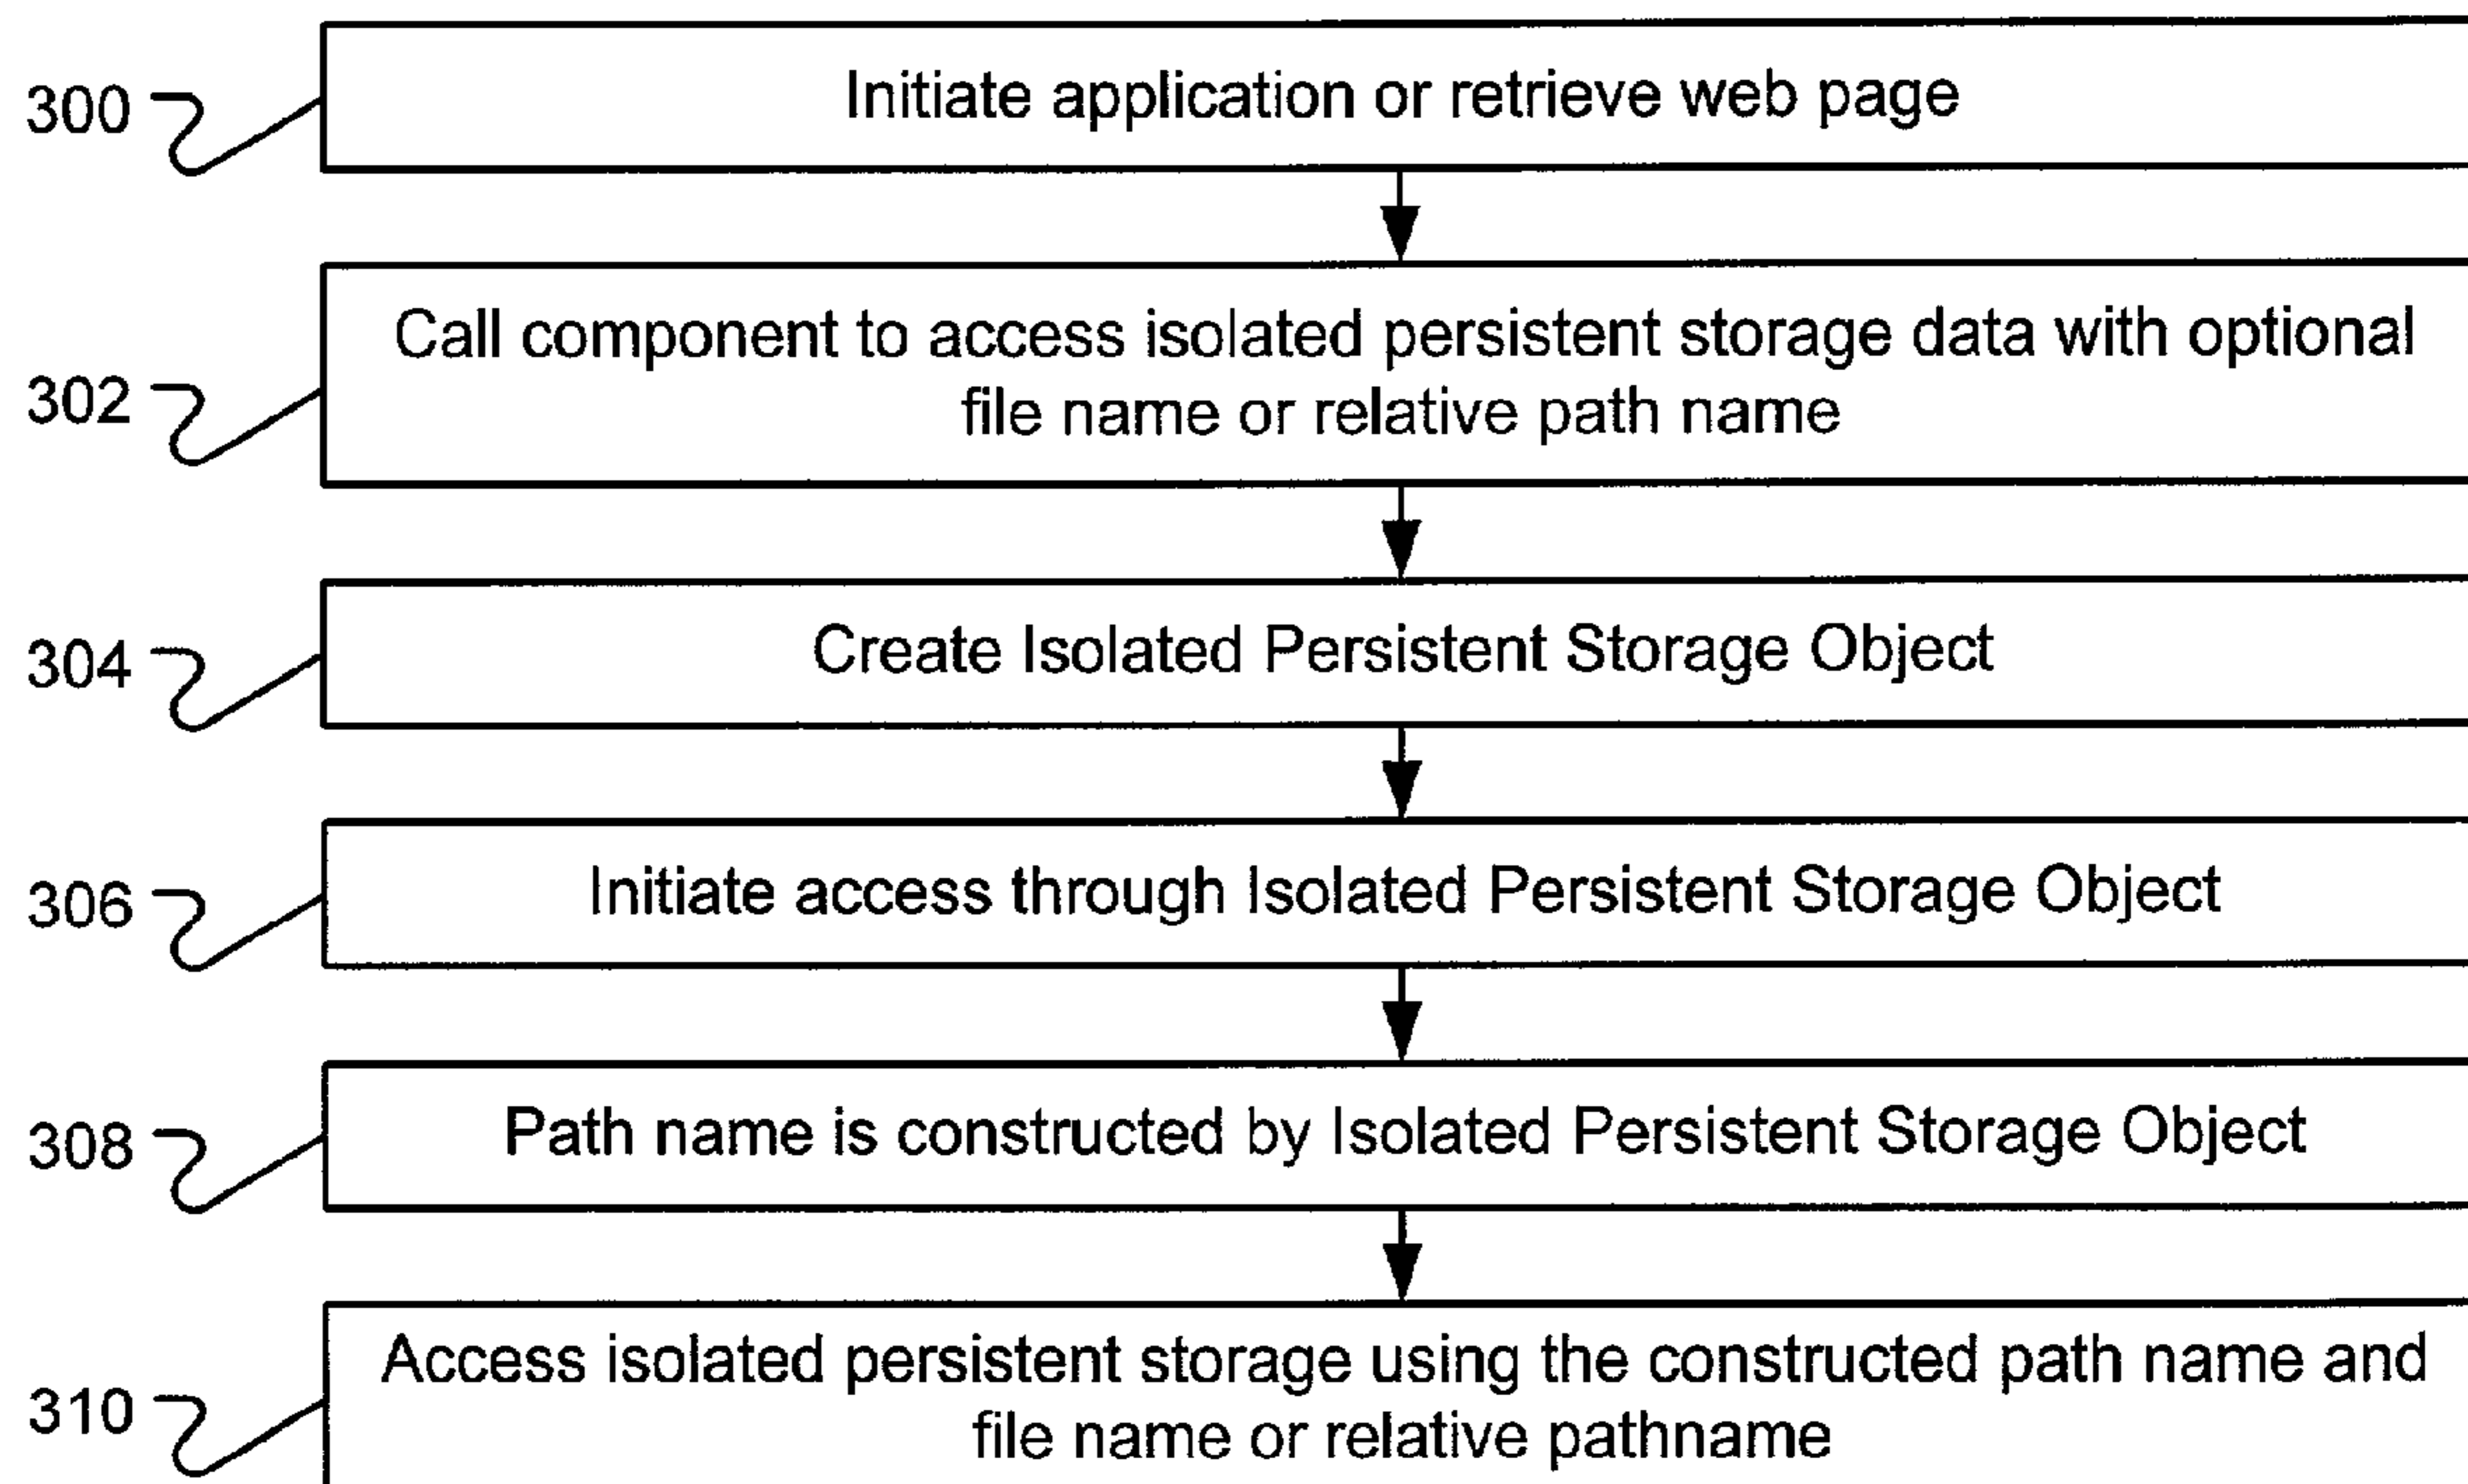 300
Initiate application or retrieve web page
302
Call component to access isolated persistent storage data with optional
file name or relative path name
304
Create Isolated Persistent Storage Object
306
Initiate access through Isolated Persistent Storage Object
308
Path name is constructed by Isolated Persistent Storage Object
310
Access isolated persistent storage using the constructed path name and
file name or relative pathname